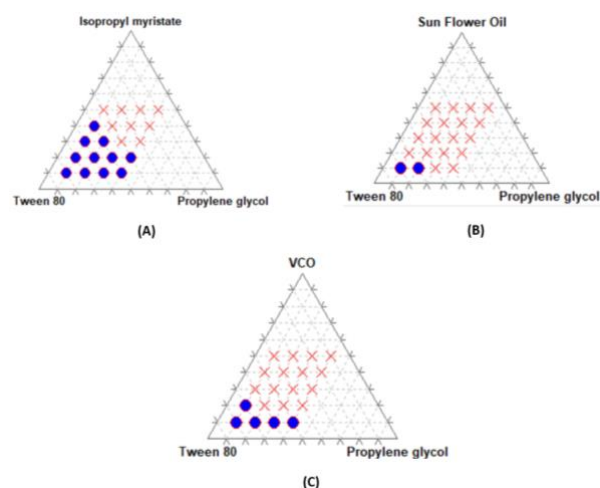 Isopropyl myristate
Sun Flower Oil
Tween 80
Propylene glycol
Tween 80
Propylene glycol
(A)
(B)
VCO
Tween 80
Propylene glycol
(C)